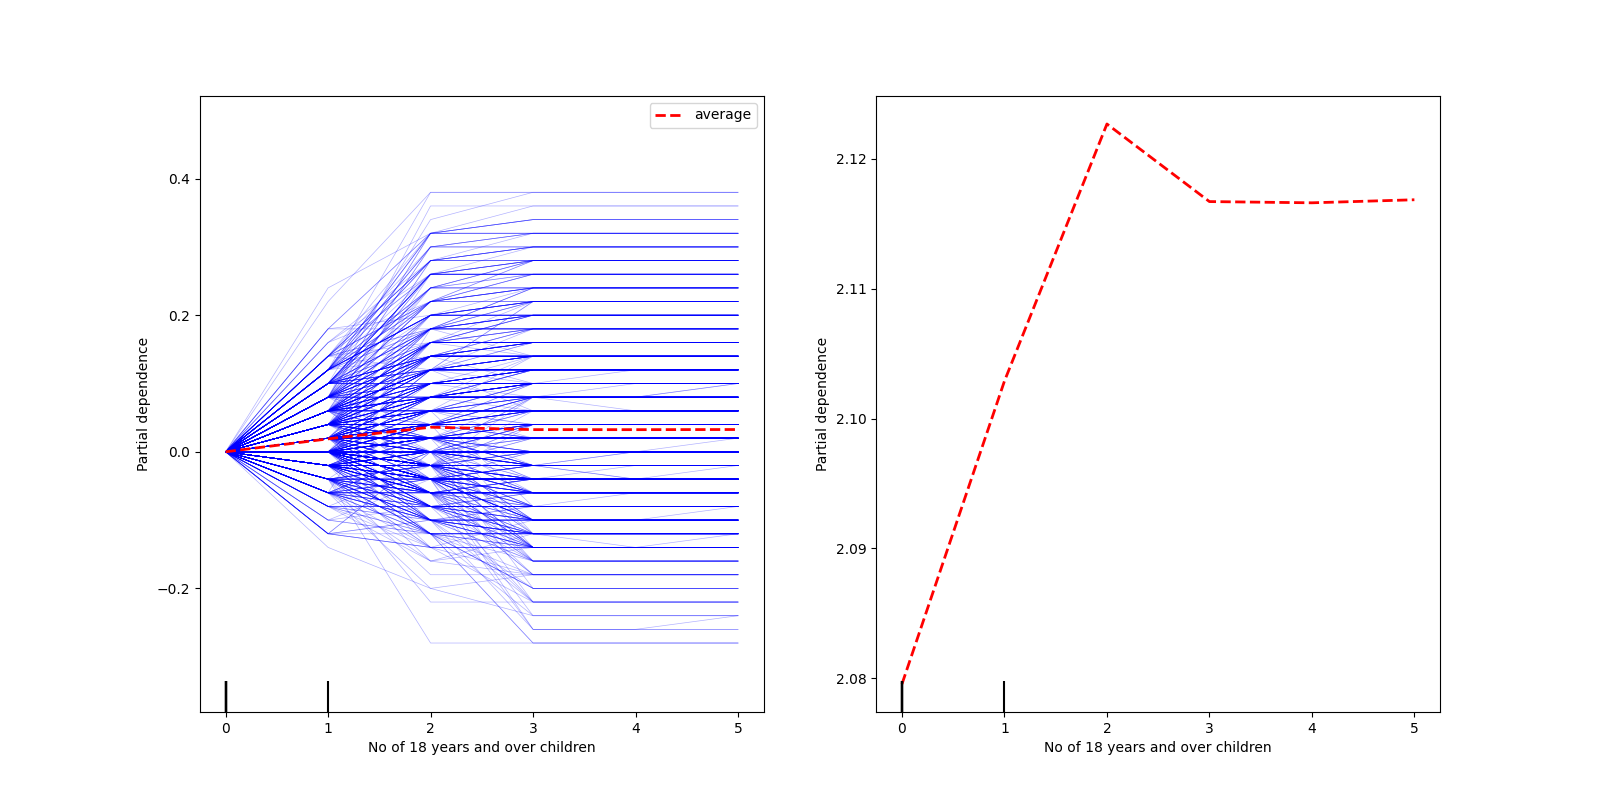 average
0.4
0.2
0.0
−0.2
Partial dependence
0 1 2 3 4 5
No of 18 years and over children
2.12
2.11
2.10
2.09
2.08
Partial dependence
0 1 2 3 4 5
No of 18 years and over children